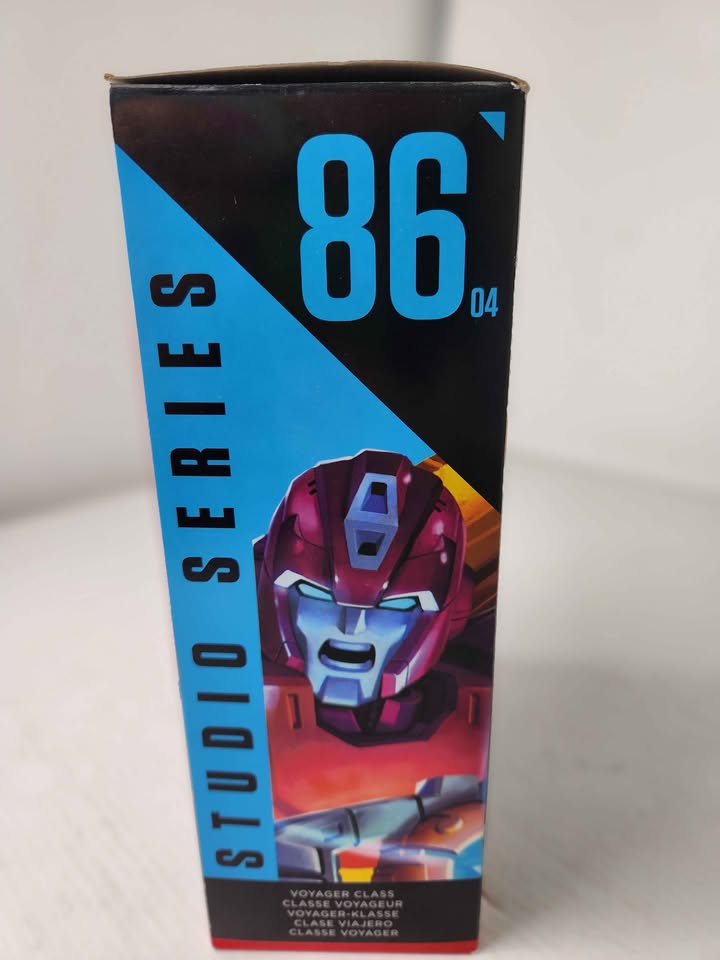 86
04
STUDIO SERIES
VOYAGER CLASS
CLASSE VOYAGEUR
VOYAGER-KLASSE
CLASE VIAJERO
CLASSE VOYAGER